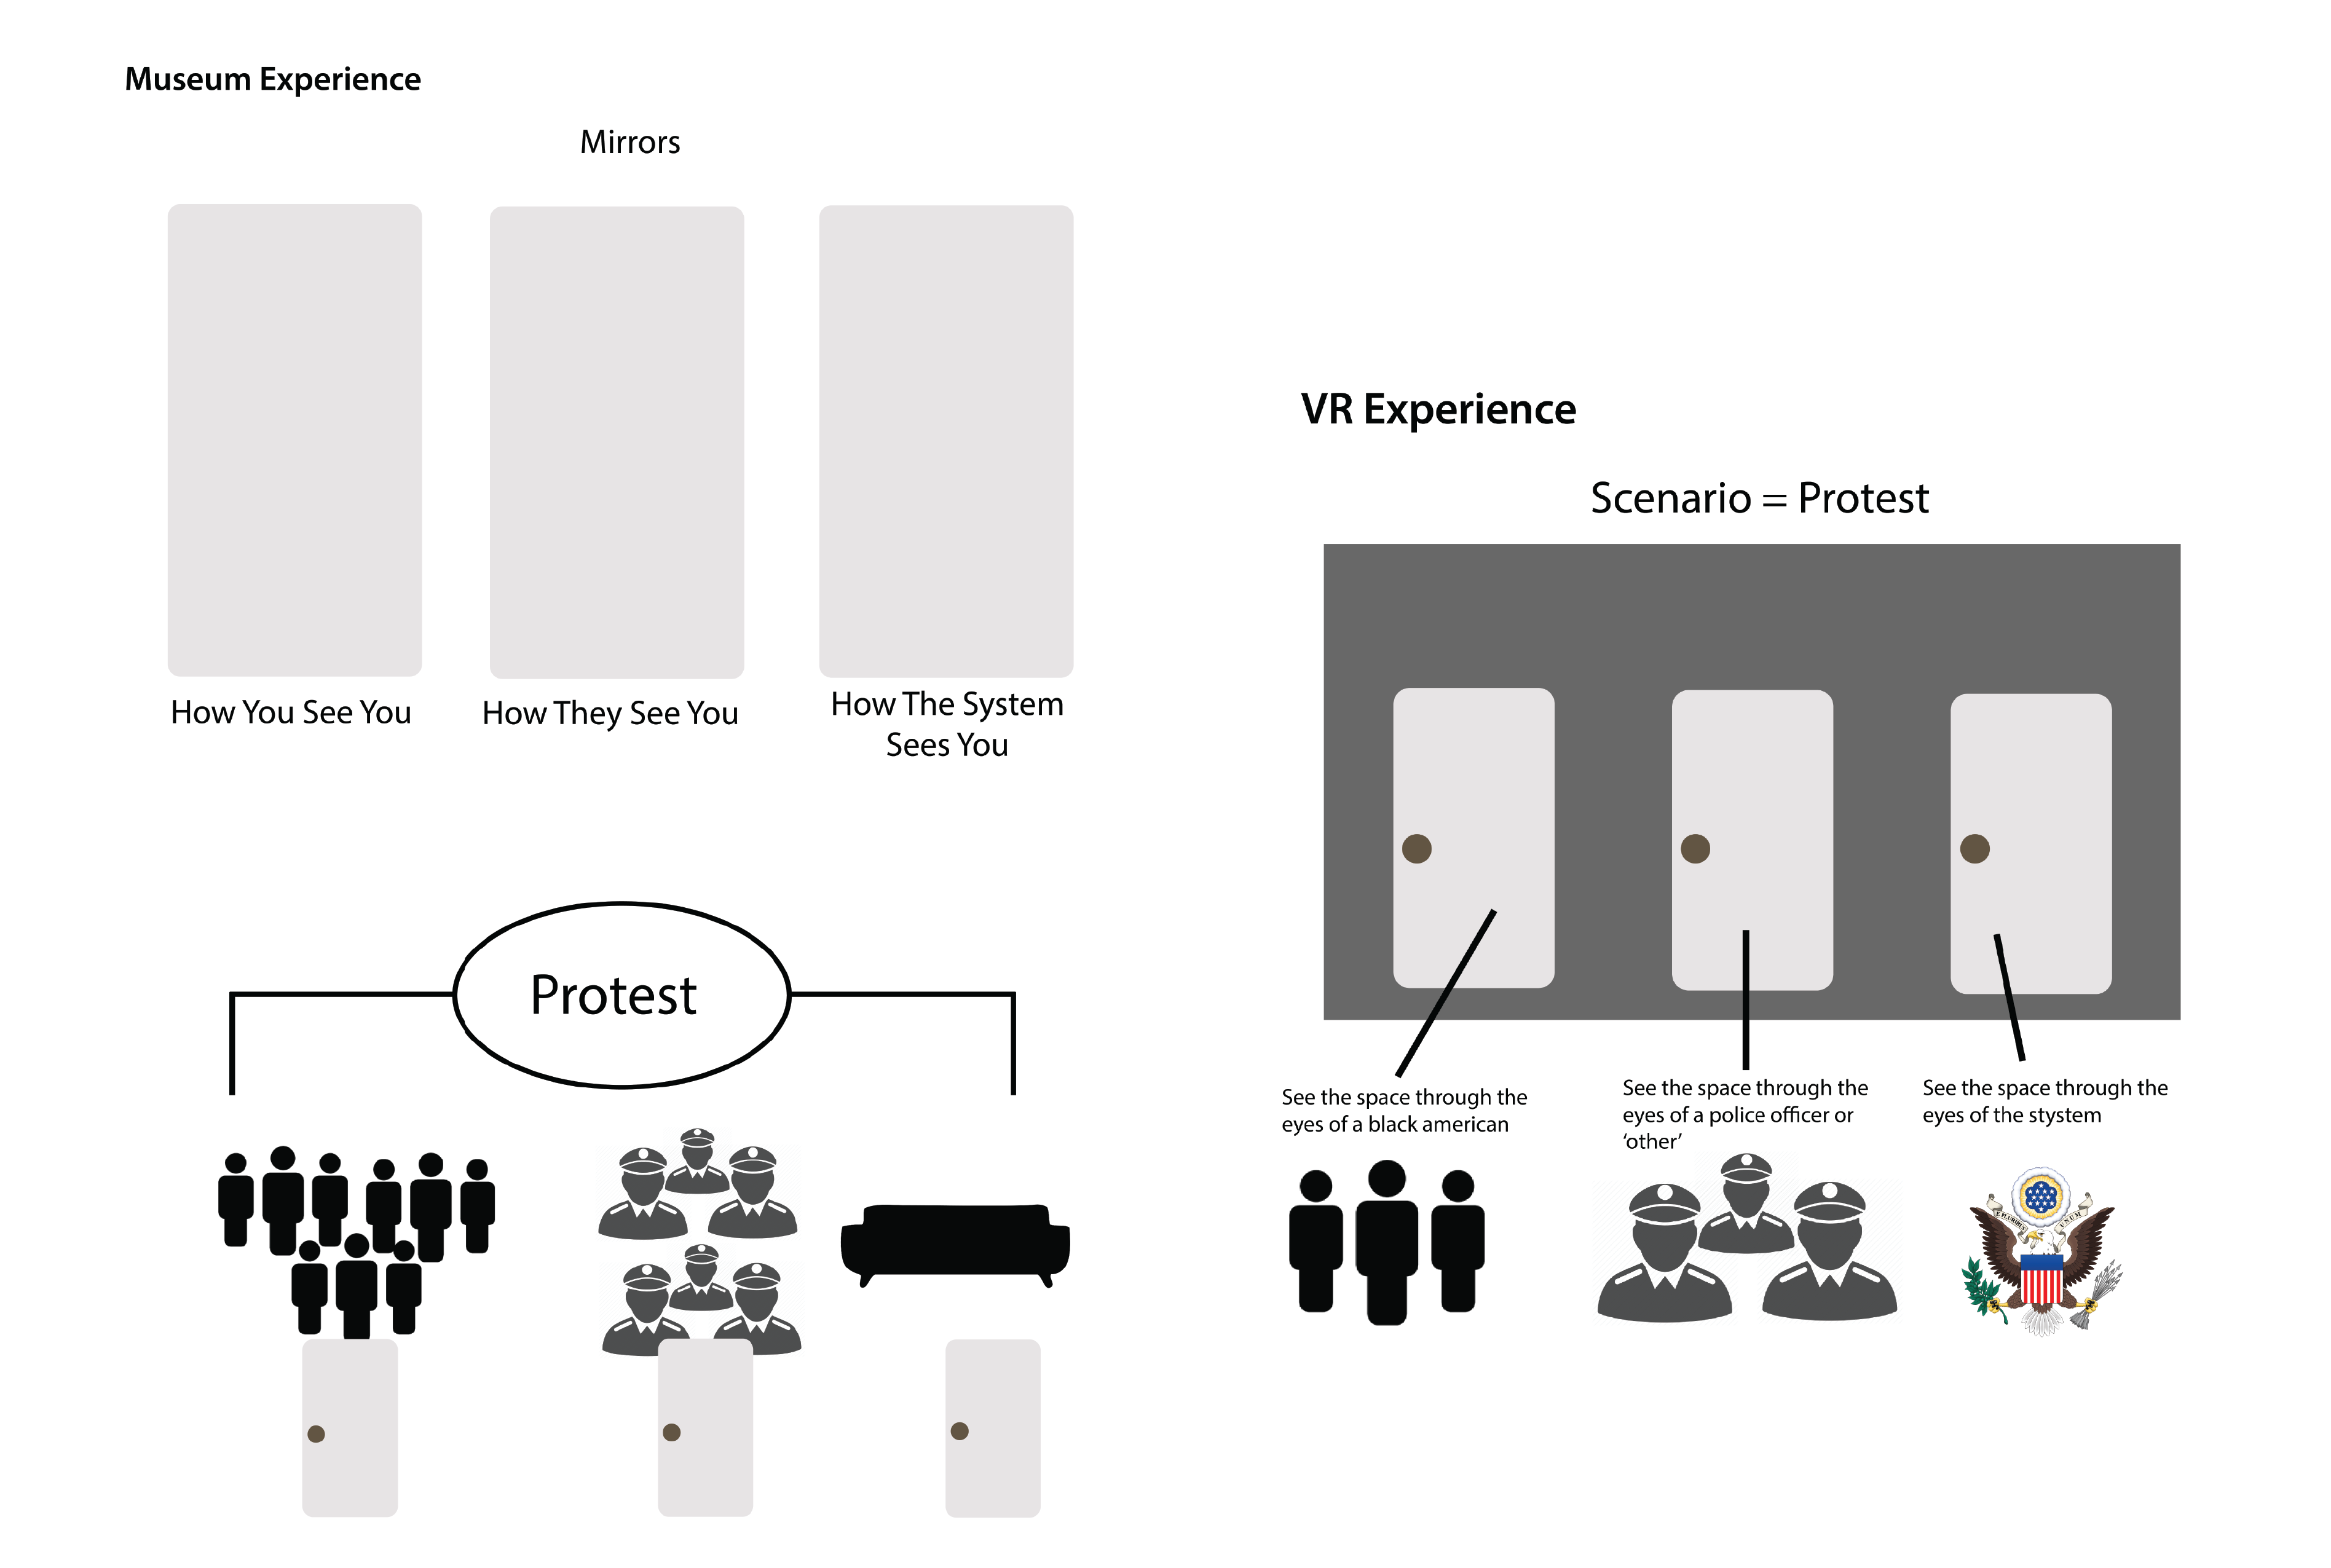 Museum Experience
Mirrors
How You See You
How They See You
How The System
Sees You
Protest
VR Experience
Scenario = Protest
See the space through the
eyes of a black american
See the space through the
eyes of a police officer or
‘other’
See the space through the
eyes of the stystem
E PLURIBUS UNUM